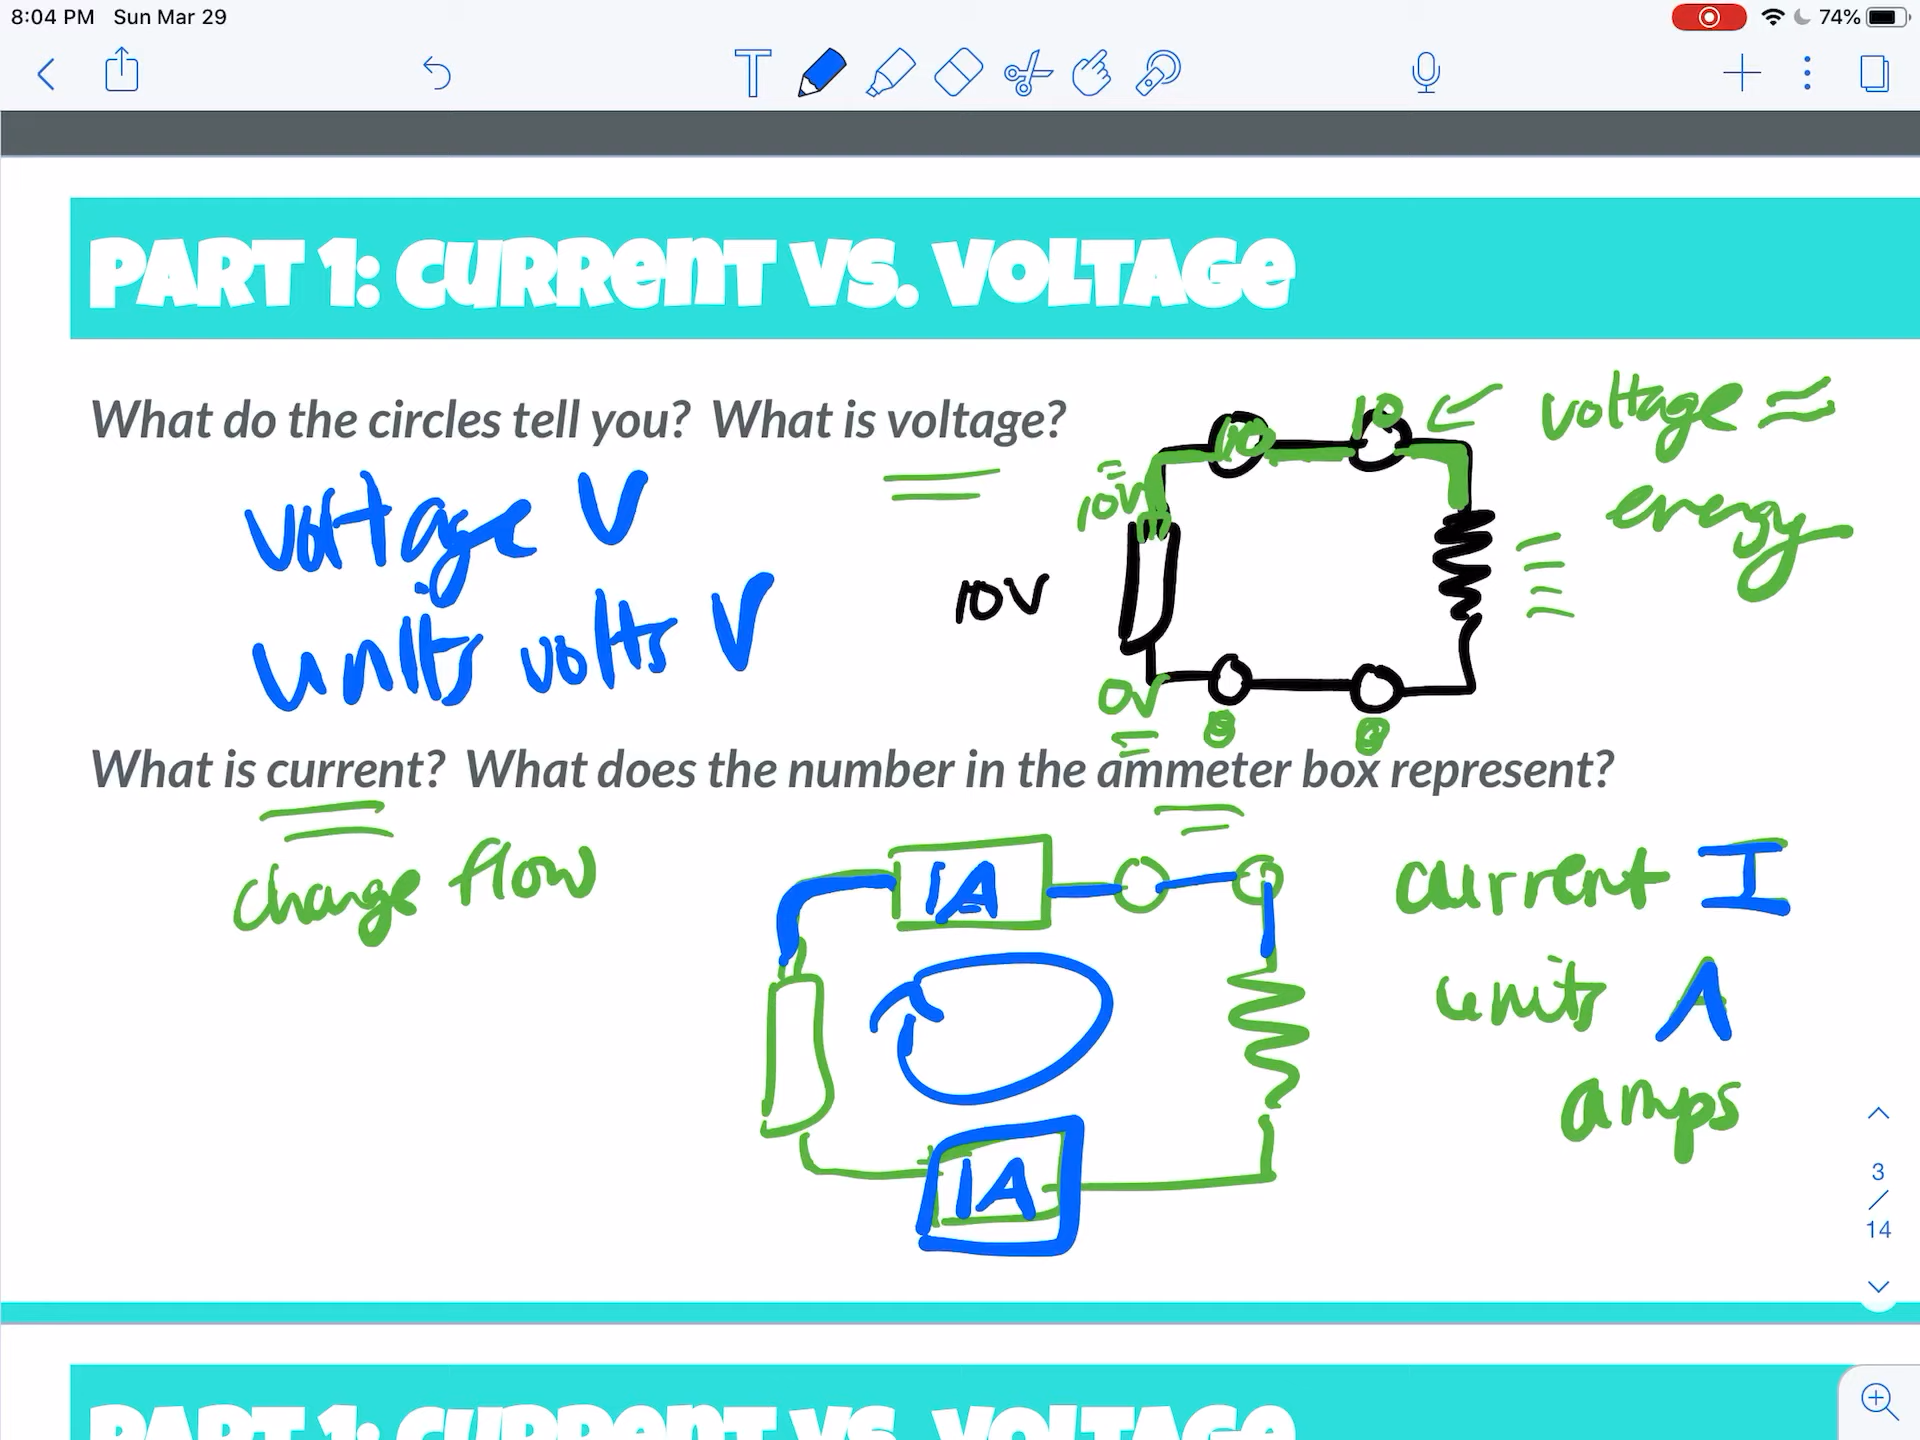 8:04 PM Sun Mar 29
74%
T
PART 1: CURRENT VS. VOLTAGE
What do the circles tell you? What is voltage?
10
10
voltage ≈
energy
voltage V
units volts V
10V
10V
0V
What is current? What does the number in the ammeter box represent?
charge flow
1A
current I
units A
amps
1A
3
/
14
PART 1: CURRENT VS. VOLTAGE